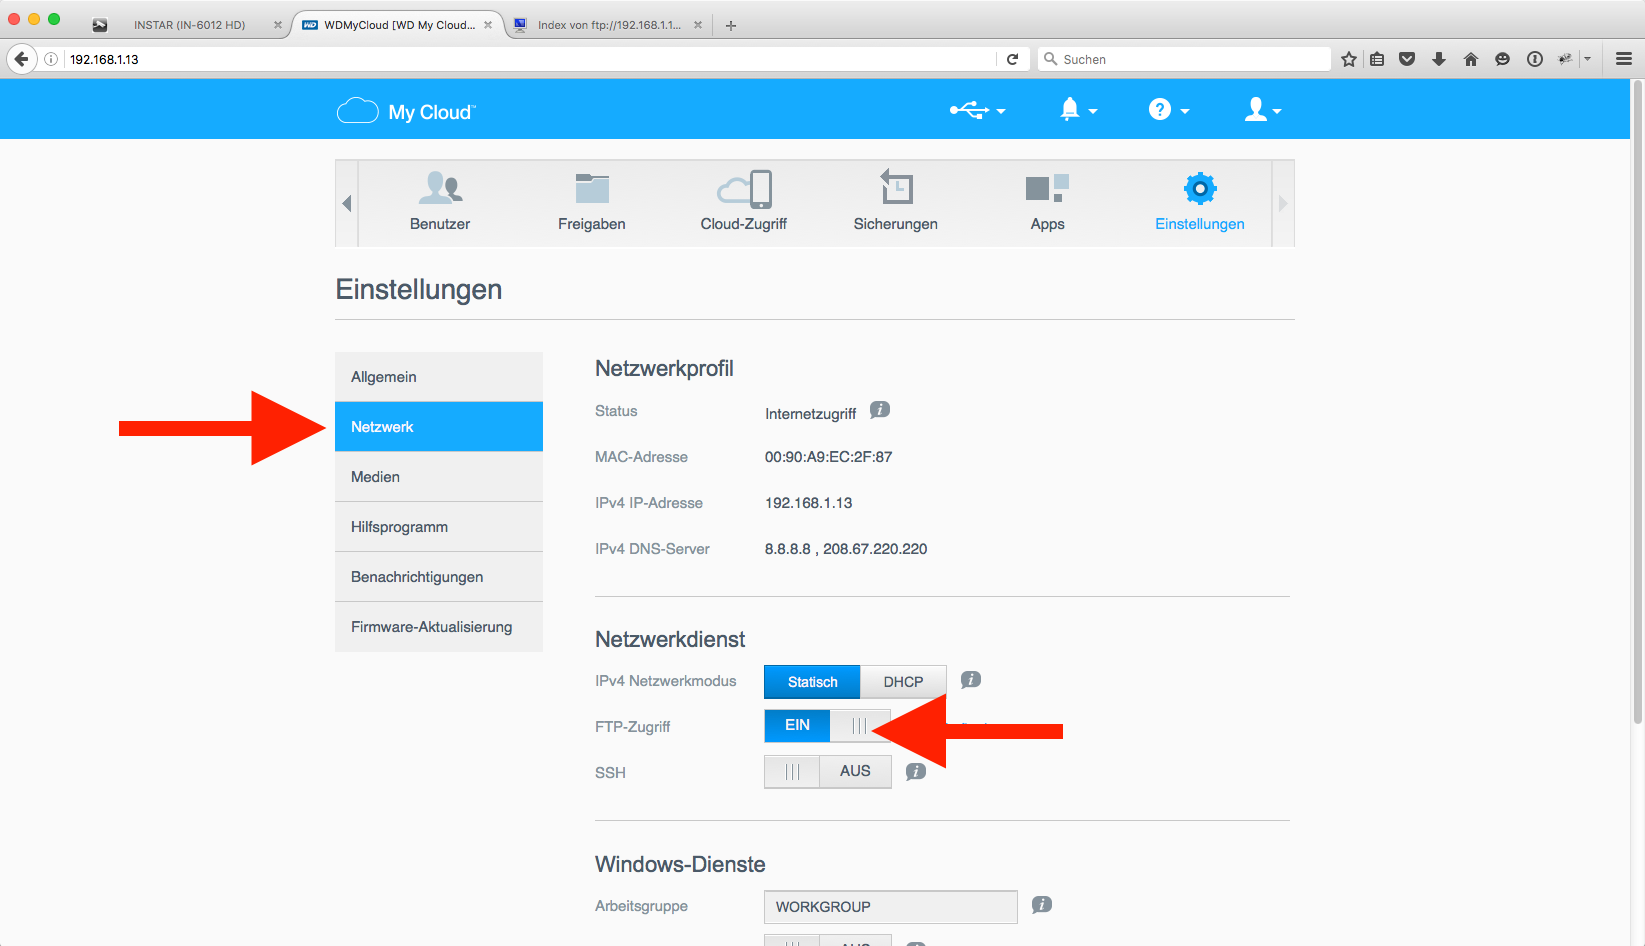 INSTAR (IN-6012 HD)
WDMyCloud [WD My Cloud...
Index von ftp://192.168.1.1...
192.168.1.13
Suchen
My Cloud™
Benutzer
Freigaben
Cloud-Zugriff
Sicherungen
Apps
Einstellungen
Einstellungen
Allgemein
Netzwerk
Medien
Hilfsprogramm
Benachrichtigungen
Firmware-Aktualisierung
Netzwerkprofil
Status Internetzugriff
MAC-Adresse 00:90:A9:EC:2F:87
IPv4 IP-Adresse 192.168.1.13
IPv4 DNS-Server 8.8.8.8 , 208.67.220.220
Netzwerkdienst
IPv4 Netzwerkmodus Statisch DHCP
FTP-Zugriff EIN
SSH AUS
Windows-Dienste
Arbeitsgruppe WORKGROUP